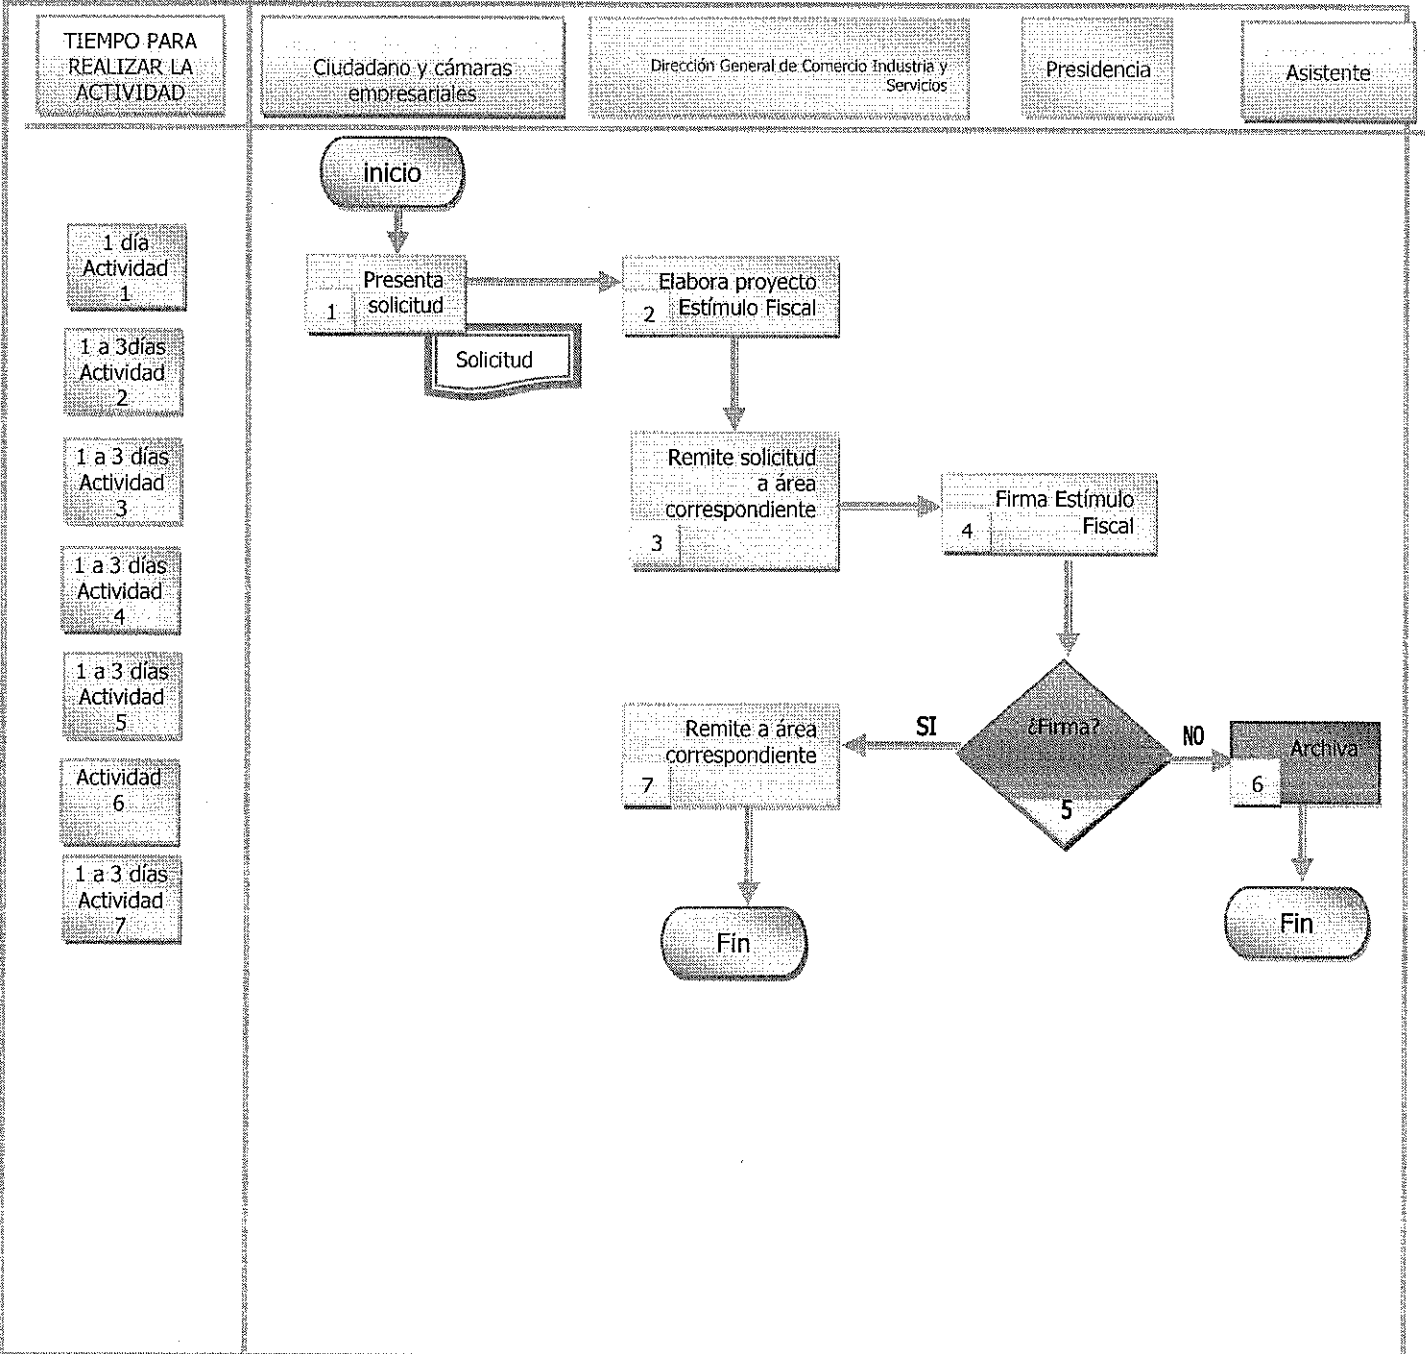 TIEMPO PARA
REALIZAR LA
ACTIVIDAD
Ciudadano y cámaras
empresariales
Dirección General de Comercio Industria y
Servicios
Presidencia
Asistente
inicio
1 día
Actividad
1
Presenta
solicitud
1
Solicitud
Elabora proyecto
Estímulo Fiscal
2
1 a 3días
Actividad
2
1 a 3 días
Actividad
3
Remite solicitud
a área
correspondiente
3
Firma Estímulo
Fiscal
4
1 a 3 días
Actividad
4
1 a 3 días
Actividad
5
¿Firma?
5
SI
NO
Remite a área
correspondiente
7
Archiva
6
Actividad
6
1 a 3 días
Actividad
7
Fin
Fin